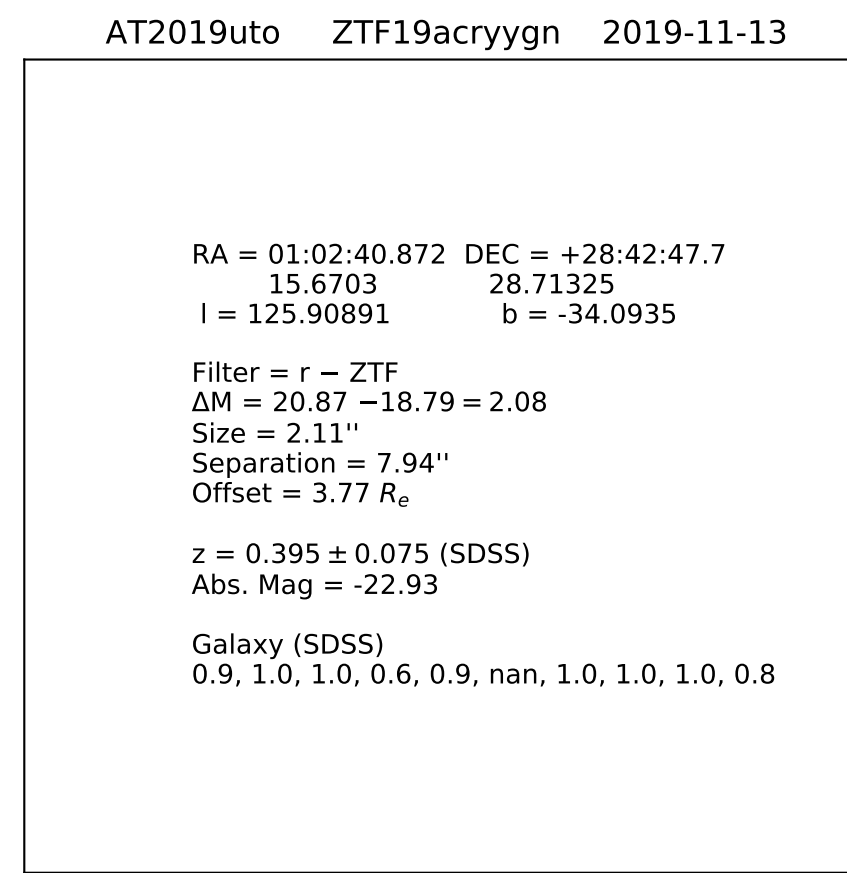 AT2019uto ZTF19acryygn 2019-11-13
RA = 01:02:40.872 DEC = +28:42:47.7
15.6703 28.71325
l = 125.90891 b = -34.0935
Filter = r − ZTF
ΔM = 20.87 −18.79 = 2.08
Size = 2.11''
Separation = 7.94''
Offset = 3.77 Rₑ
z = 0.395 ± 0.075 (SDSS)
Abs. Mag = -22.93
Galaxy (SDSS)
0.9, 1.0, 1.0, 0.6, 0.9, nan, 1.0, 1.0, 1.0, 0.8